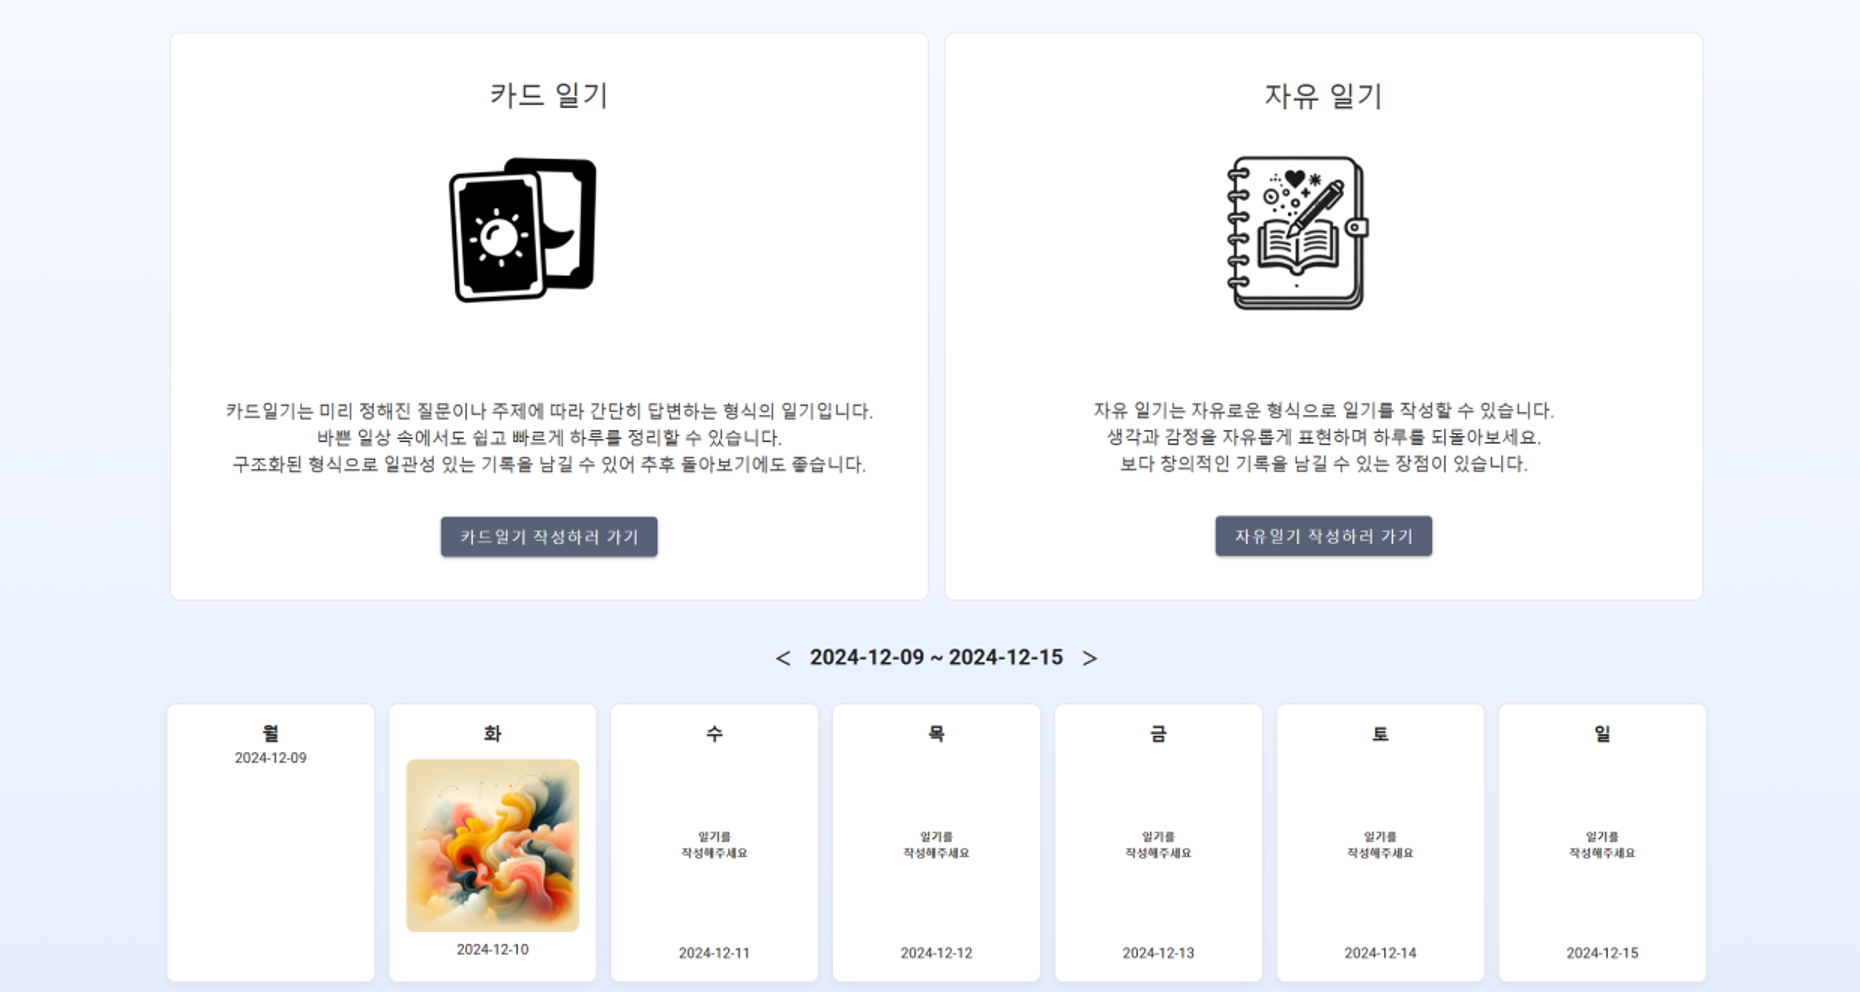 카드 일기
자유 일기
카드일기는 미리 정해진 질문이나 주제에 따라 간단히 답변하는 형식의 일기입니다.
바쁜 일상 속에서도 쉽고 빠르게 하루를 정리할 수 있습니다.
구조화된 형식으로 일관성 있는 기록을 남길 수 있어 추후 돌아보기에도 좋습니다.
자유 일기는 자유로운 형식으로 일기를 작성할 수 있습니다.
생각과 감정을 자유롭게 표현하며 하루를 되돌아보세요.
보다 창의적인 기록을 남길 수 있는 장점이 있습니다.
카드일기 작성하러 가기
자유일기 작성하러 가기
< 2024-12-09 ~ 2024-12-15 >
월
2024-12-09
화
2024-12-10
수
일기를
작성해주세요
2024-12-11
목
일기를
작성해주세요
2024-12-12
금
일기를
작성해주세요
2024-12-13
토
일기를
작성해주세요
2024-12-14
일
일기를
작성해주세요
2024-12-15